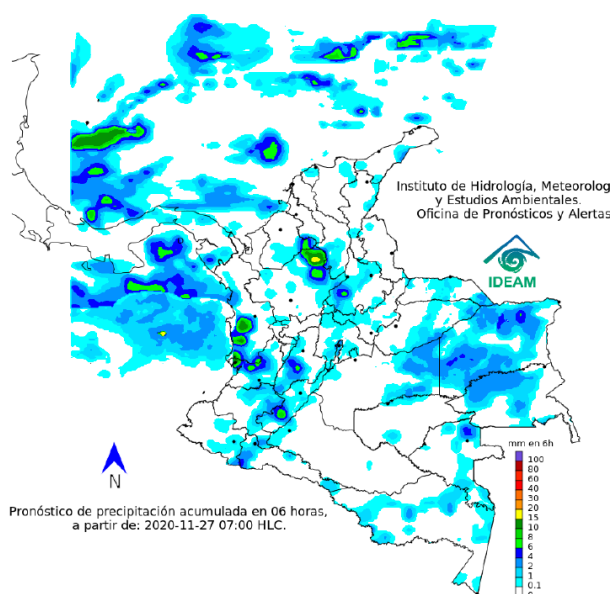 Instituto de Hidrología, Meteorolog
y Estudios Ambientales.
Oficina de Pronósticos y Alertas
IDEAM
N
Pronóstico de precipitación acumulada en 06 horas,
a partir de: 2020-11-27 07:00 HLC.
mm en 6h
100
80
60
40
30
20
15
10
8
6
4
2
1
0.1
0